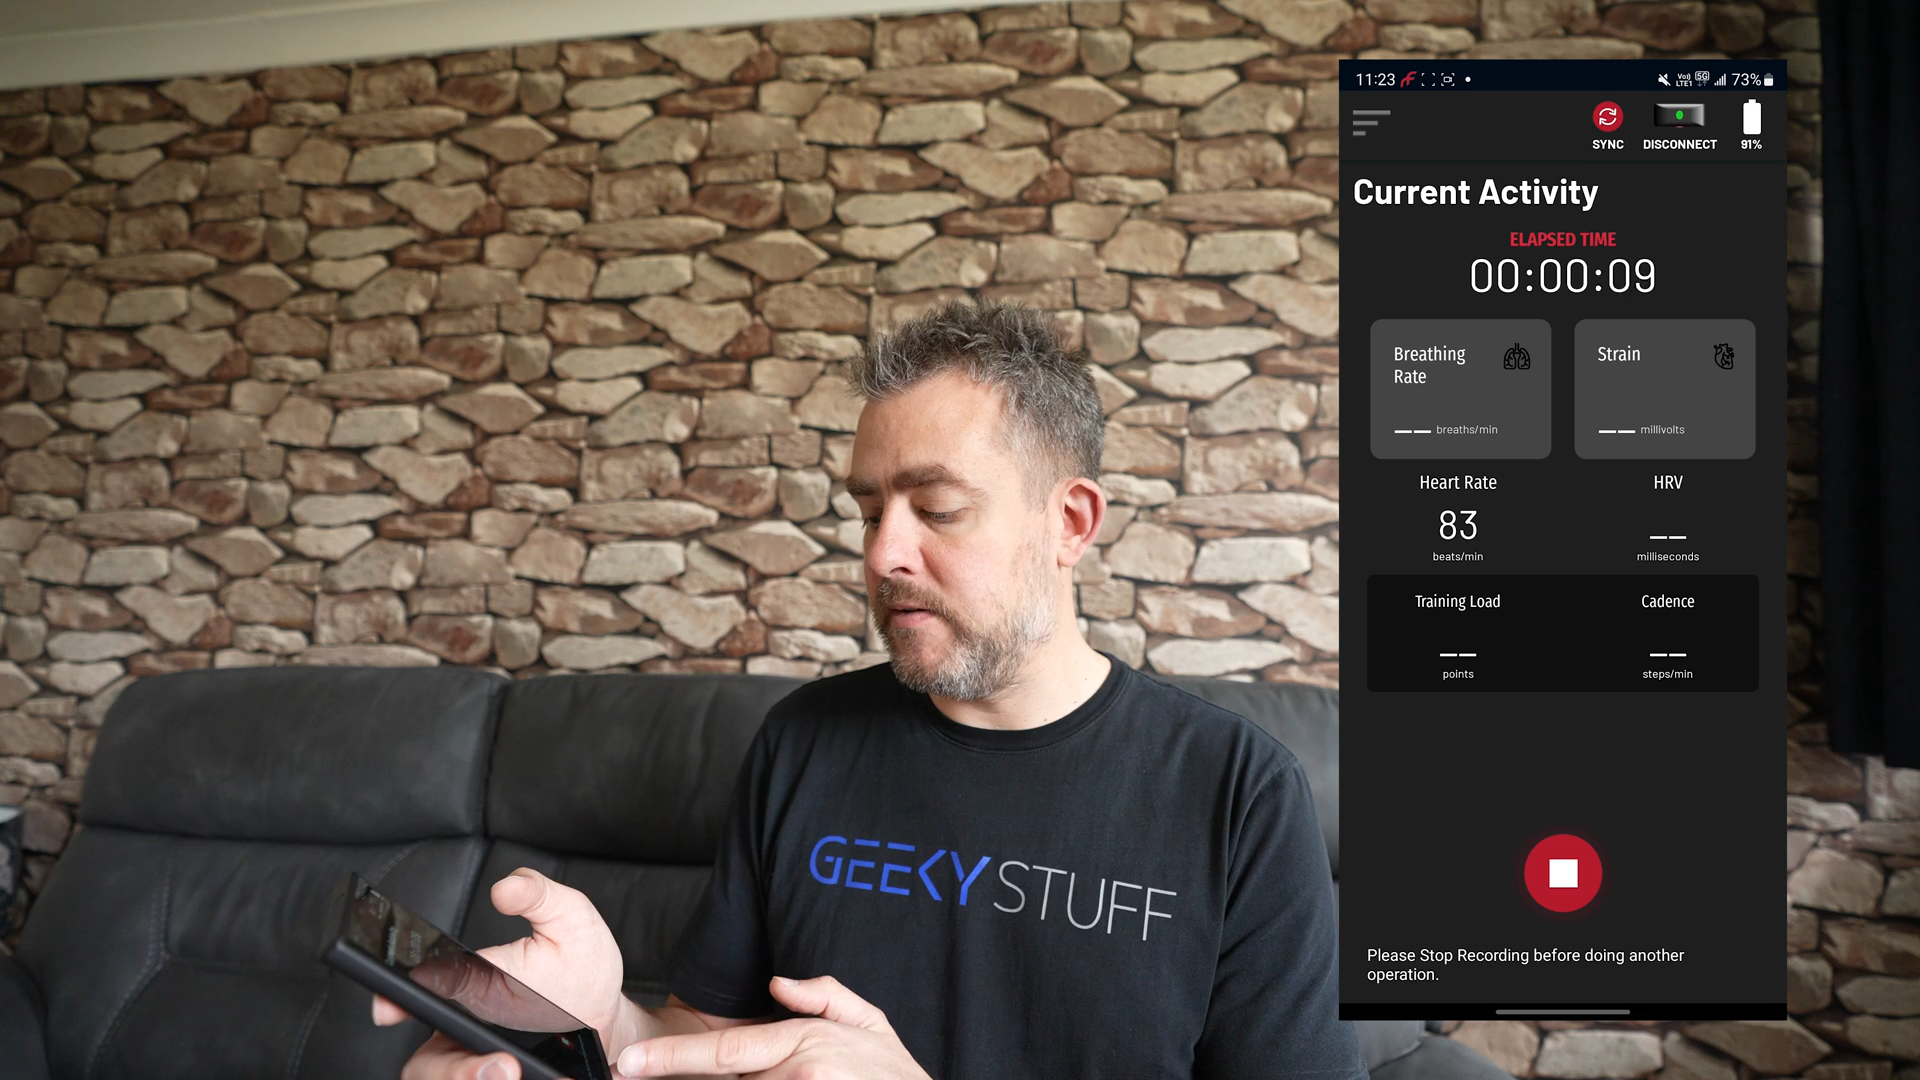 11:23 73%
SYNC DISCONNECT 91%
Current Activity
ELAPSED TIME
00:00:09
Breathing
Rate
Strain
breaths/min
millivolts
Heart Rate HRV
83
beats/min milliseconds
Training Load Cadence
points steps/min
Please Stop Recording before doing another
operation.
GEEKY STUFF